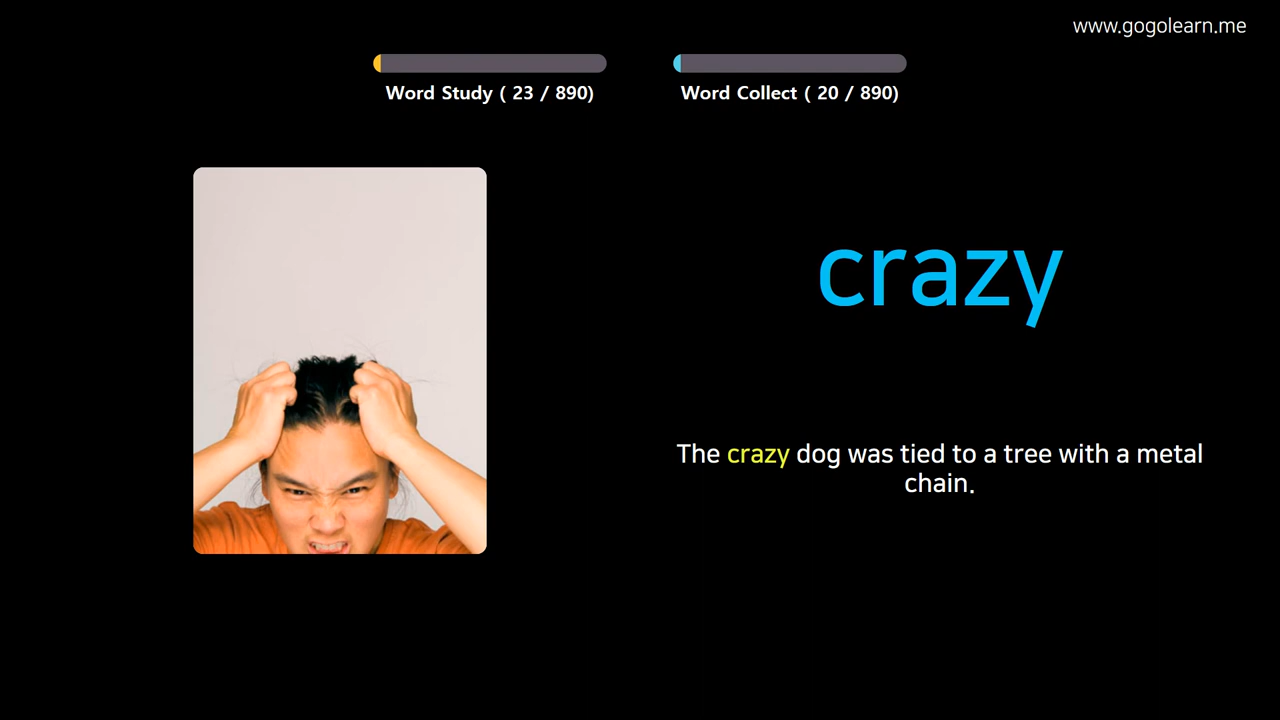 www.gogolearn.me
Word Study ( 23 / 890)
Word Collect ( 20 / 890)
crazy
The crazy dog was tied to a tree with a metal
chain.